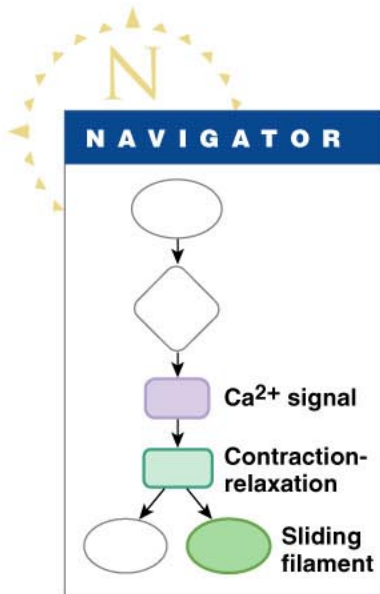 N
NAVIGATOR
Ca2+ signal
Contraction-
relaxation
Sliding
filament